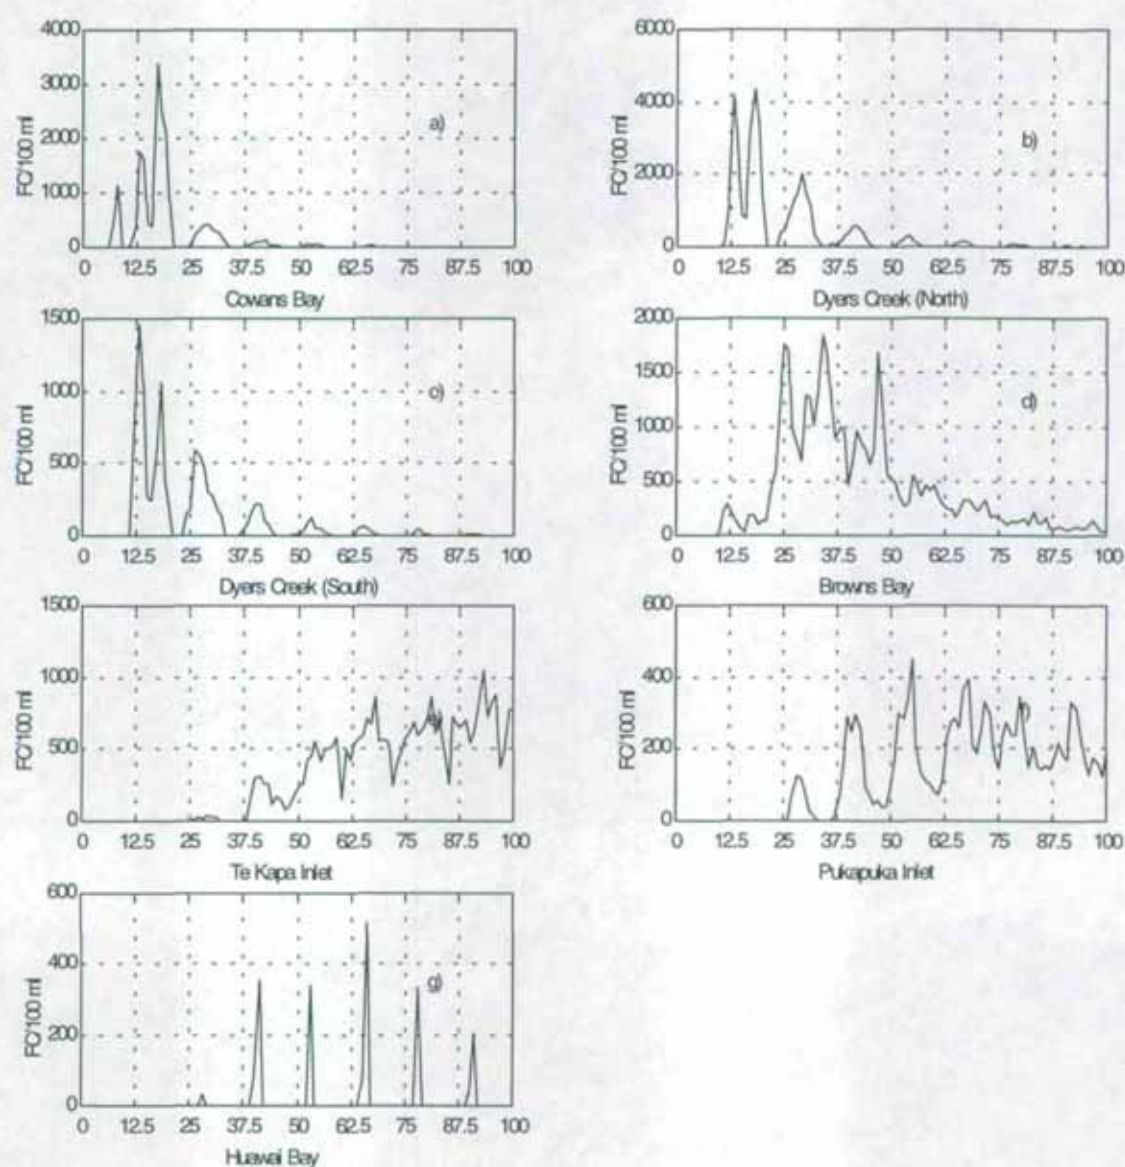 4000
3000
2000
1000
0
FC/100 ml
a)
0 12.5 25 37.5 50 62.5 75 87.5 100
Cowans Bay
6000
4000
2000
0
FC/100 ml
b)
0 12.5 25 37.5 50 62.5 75 87.5 100
Dyers Creek (North)
1500
1000
500
0
FC/100 ml
c)
0 12.5 25 37.5 50 62.5 75 87.5 100
Dyers Creek (South)
2000
1500
1000
500
0
FC/100 ml
d)
0 12.5 25 37.5 50 62.5 75 87.5 100
Browns Bay
1500
1000
500
0
FC/100 ml
0 12.5 25 37.5 50 62.5 75 87.5 100
Te Kapa Inlet
600
400
200
0
FC/100 ml
0 12.5 25 37.5 50 62.5 75 87.5 100
Pukapuka Inlet
600
400
200
0
FC/100 ml
g)
0 12.5 25 37.5 50 62.5 75 87.5 100
Huawai Bay